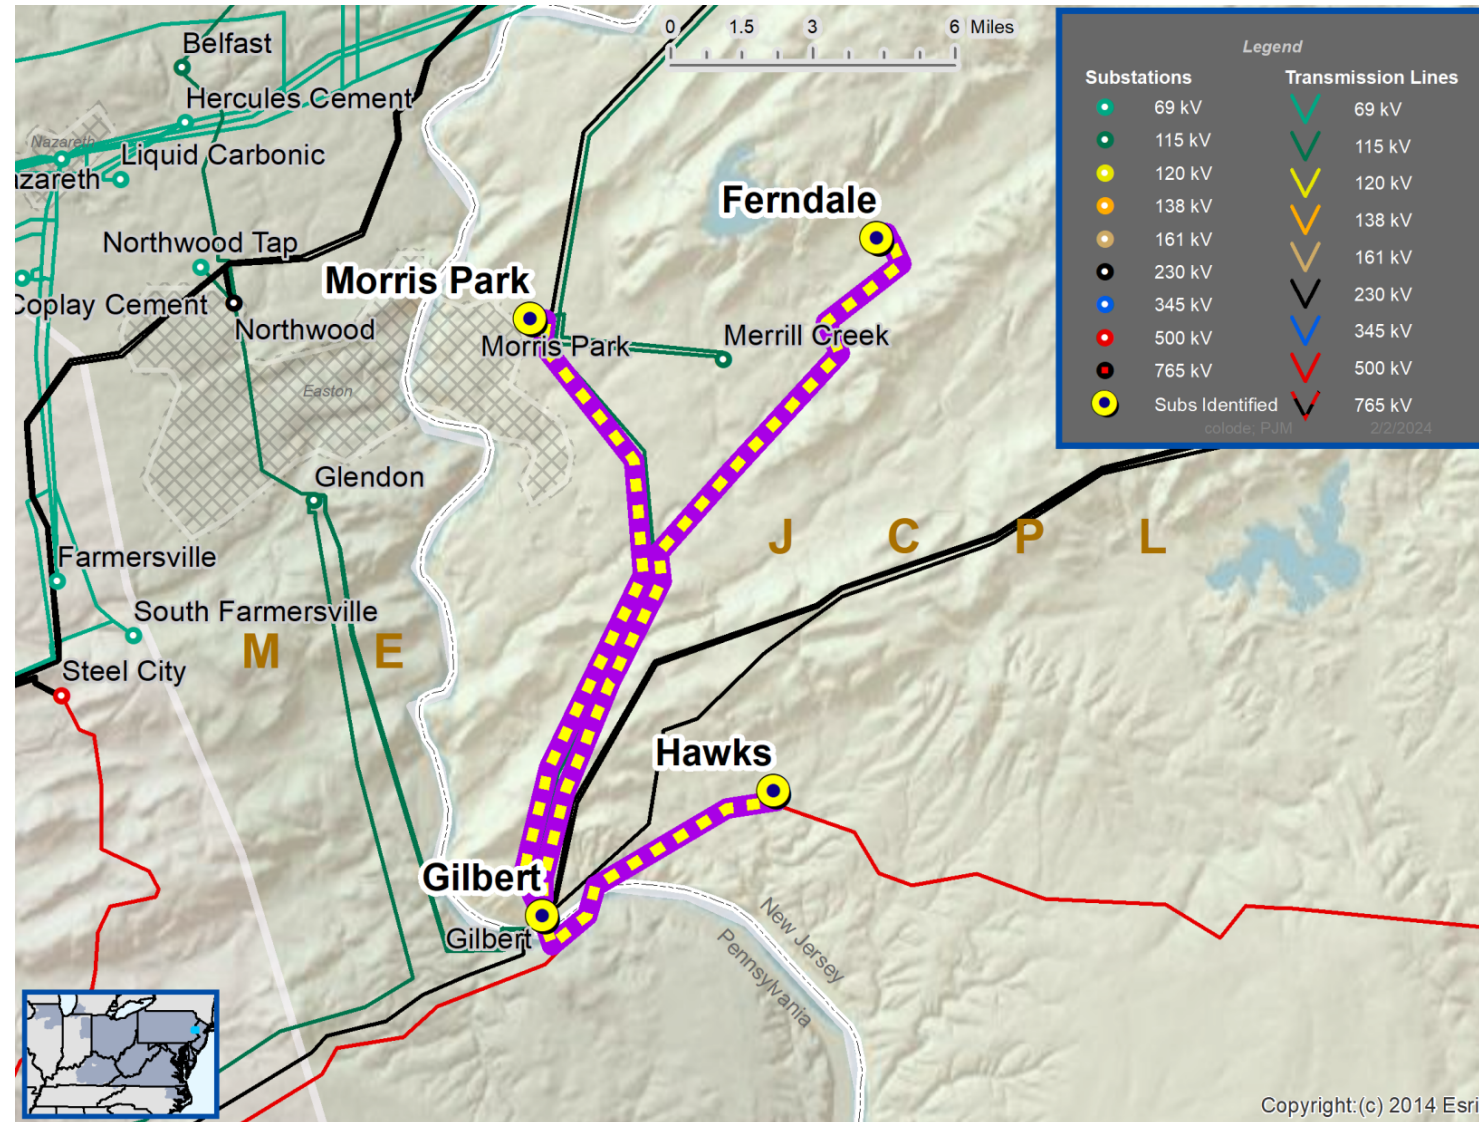 0 1.5 3 6 Miles
Legend
Substations Transmission Lines
69 kV 69 kV
115 kV 115 kV
120 kV 120 kV
138 kV 138 kV
161 kV 161 kV
230 kV 230 kV
345 kV 345 kV
500 kV 500 kV
765 kV 765 kV
Subs Identified
colode; PJM 2/2/2024
Belfast
Hercules Cement
Nazareth
Liquid Carbonic
azareth
Ferndale
Northwood Tap
Morris Park
Coplay Cement
Northwood
Morris Park
Merrill Creek
Easton
Glendon
J C P L
Farmersville
South Farmersville
M E
Steel City
Hawks
Gilbert
Gilbert
New Jersey
Pennsylvania
Copyright:(c) 2014 Esri